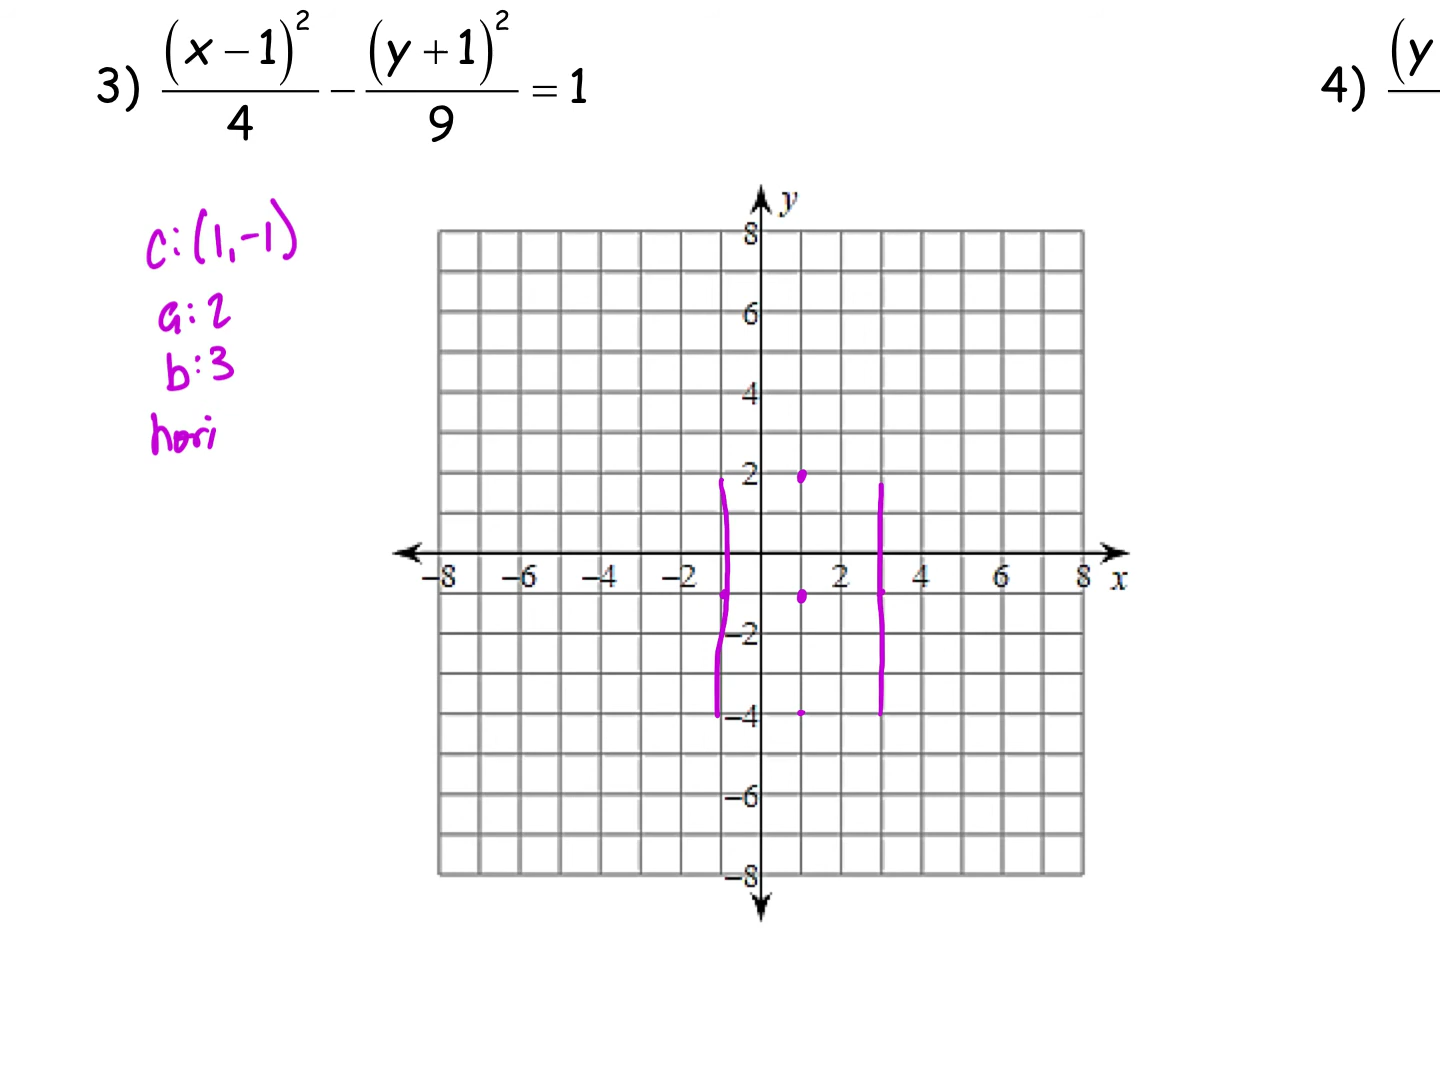 3) (x − 1)²/4 − (y + 1)²/9 = 1
4) (y
c: (1, -1)
a: 2
b: 3
hori
y
8
6
4
2
−8 −6 −4 −2 2 4 6 8 x
−2
−4
−6
−8